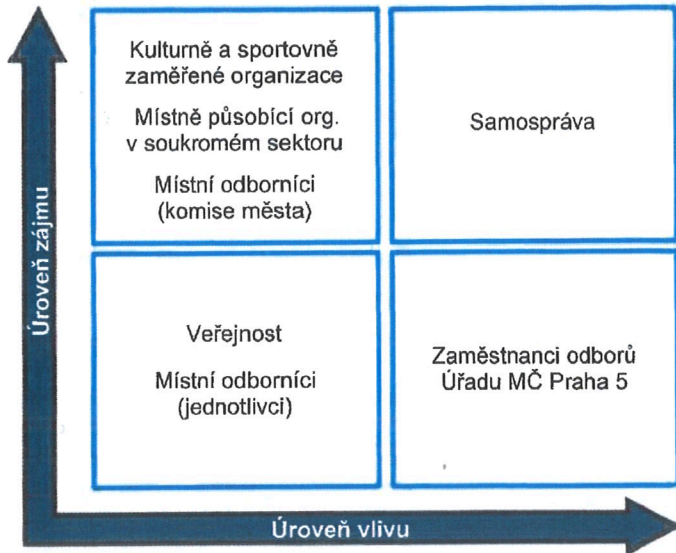 Úroveň zájmu
Kulturně a sportovně
zaměřené organizace
Místně působící org.
v soukromém sektoru
Místní odborníci
(komise města)
Samospráva
Veřejnost
Místní odborníci
(jednotlivci)
Zaměstnanci odborů
Úřadu MČ Praha 5
Úroveň vlivu